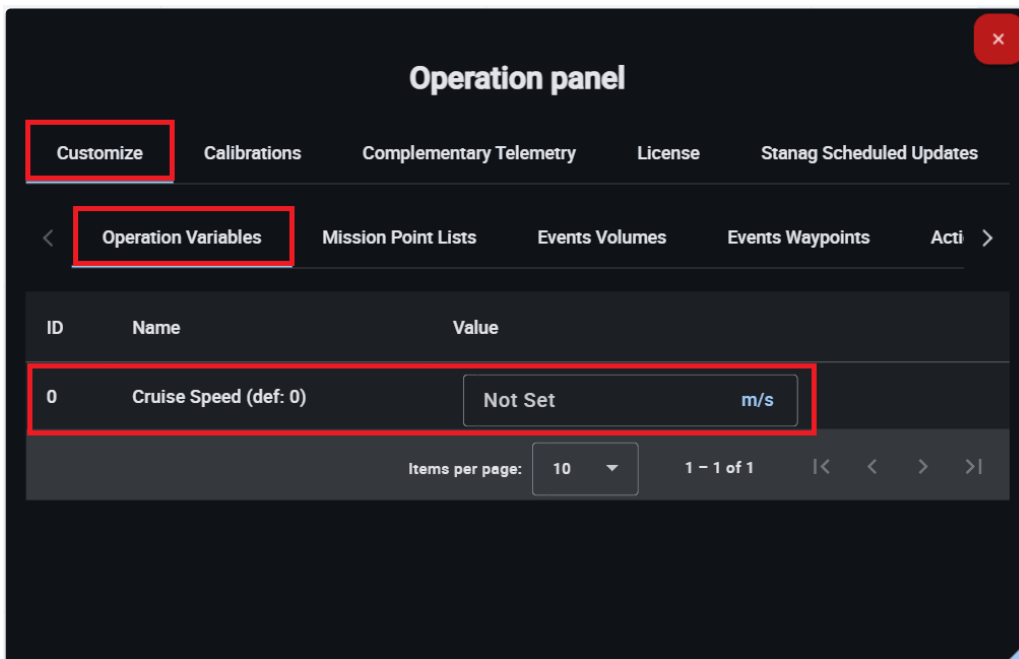 Operation panel
Customize Calibrations Complementary Telemetry License Stanag Scheduled Updates
Operation Variables Mission Point Lists Events Volumes Events Waypoints Acti
ID Name Value
0 Cruise Speed (def: 0) Not Set m/s
Items per page: 10 1 – 1 of 1